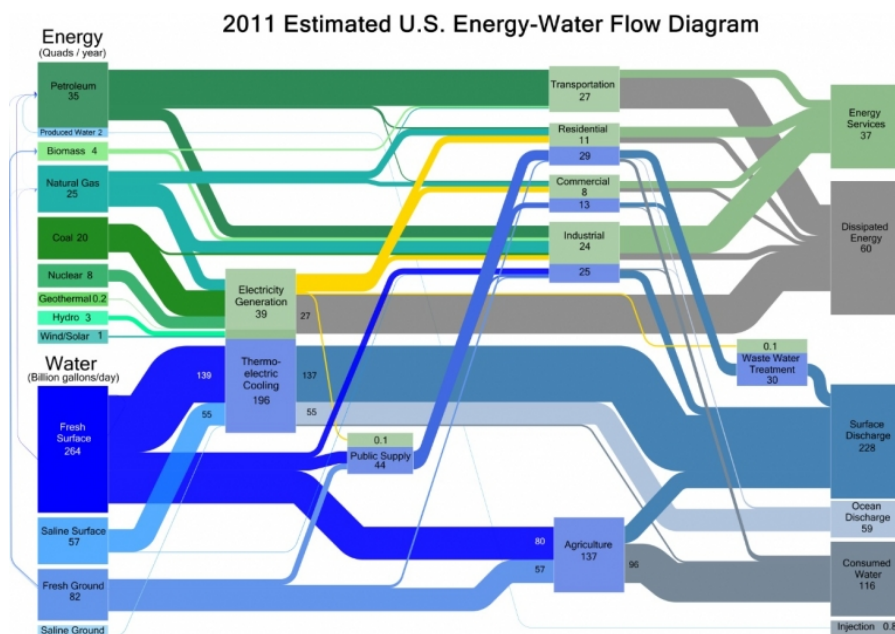 2011 Estimated U.S. Energy-Water Flow Diagram
Energy
(Quads / year)
Petroleum
35
Produced Water 2
Biomass 4
Natural Gas
25
Coal 20
Nuclear 8
Geothermal 0.2
Hydro 3
Wind/Solar 1
Water
(Billion gallons/day)
Fresh
Surface
264
Saline Surface
57
Fresh Ground
82
Saline Ground
Electricity
Generation
39
27
Thermo-
electric
Cooling
196
139
137
55
55
0.1
Public Supply
44
Transportation
27
Residential
11
29
Commercial
8
13
Industrial
24
25
80
57
Agriculture
137
96
0.1
Waste Water
Treatment
30
Energy
Services
37
Dissipated
Energy
60
Surface
Discharge
228
Ocean
Discharge
59
Consumed
Water
116
Injection 0.8